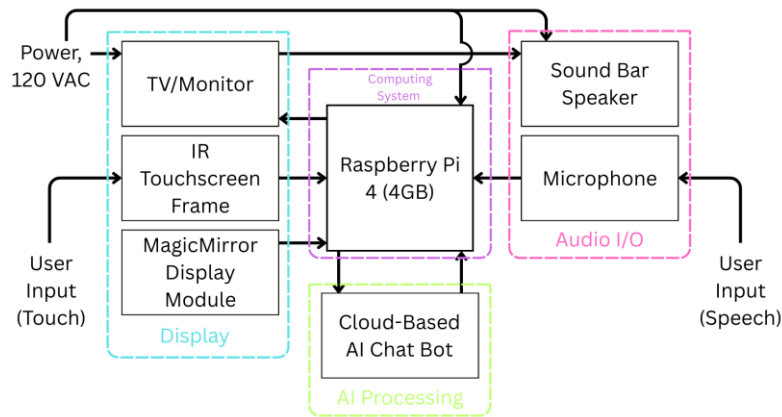 Power,
120 VAC
TV/Monitor
Computing
System
Sound Bar
Speaker
IR
Touchscreen
Frame
Raspberry Pi
4 (4GB)
Microphone
MagicMirror
Display
Module
Audio I/O
User
Input
(Touch)
User
Input
(Speech)
Display
Cloud-Based
AI Chat Bot
AI Processing